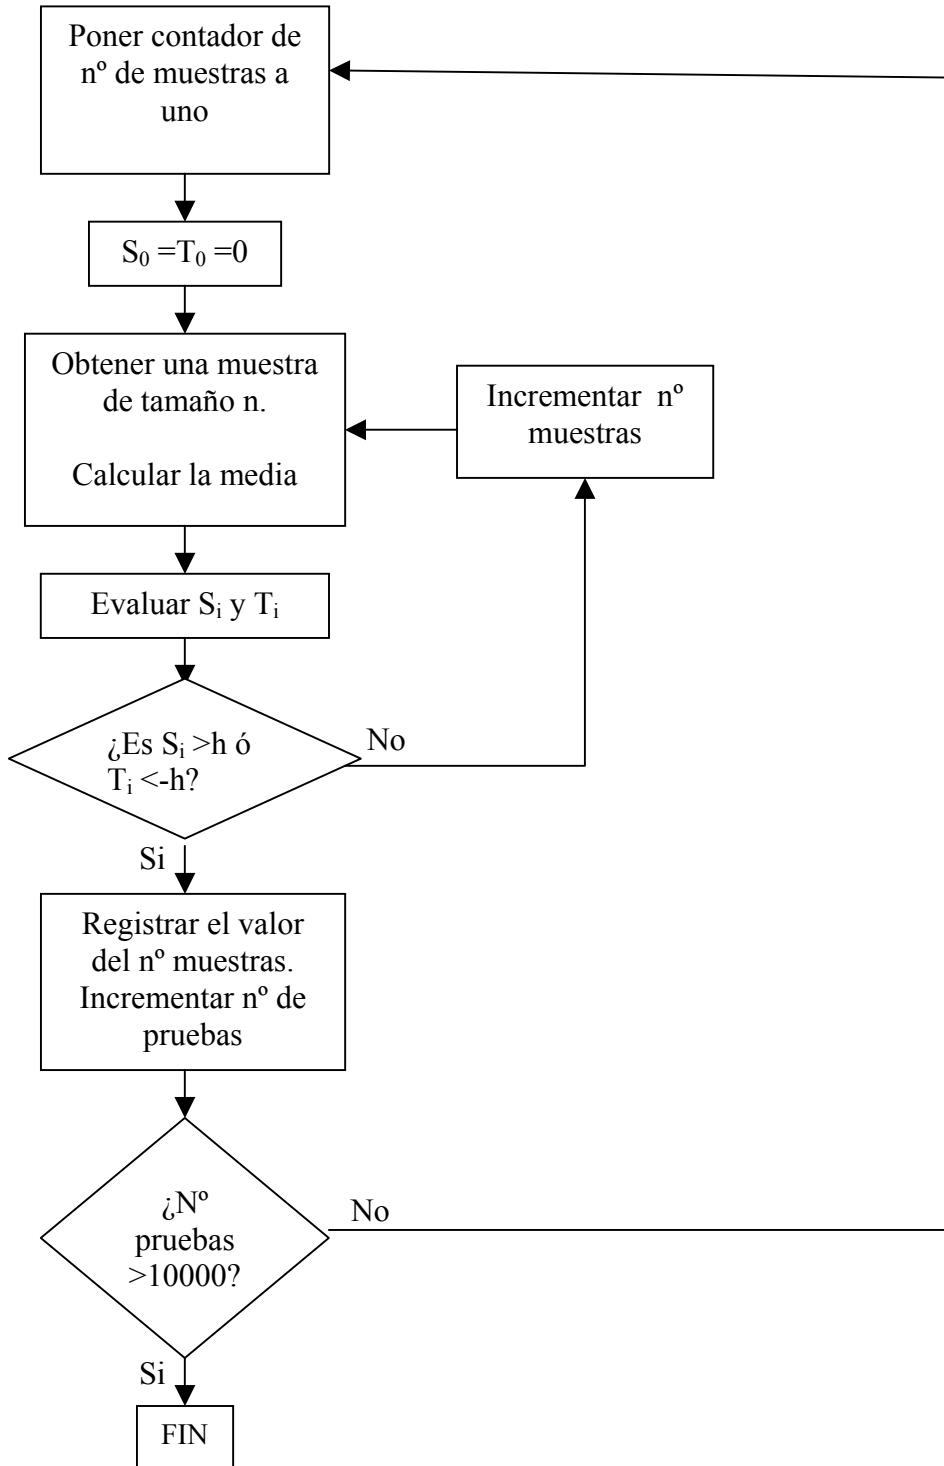 Poner contador de
nº de muestras a
uno
S₀ =T₀ =0
Obtener una muestra
de tamaño n.
Calcular la media
Incrementar nº
muestras
Evaluar Sᵢ y Tᵢ
¿Es Sᵢ >h ó
Tᵢ <-h?
No
Si
Registrar el valor
del nº muestras.
Incrementar nº de
pruebas
¿Nº
pruebas
>10000?
No
Si
FIN